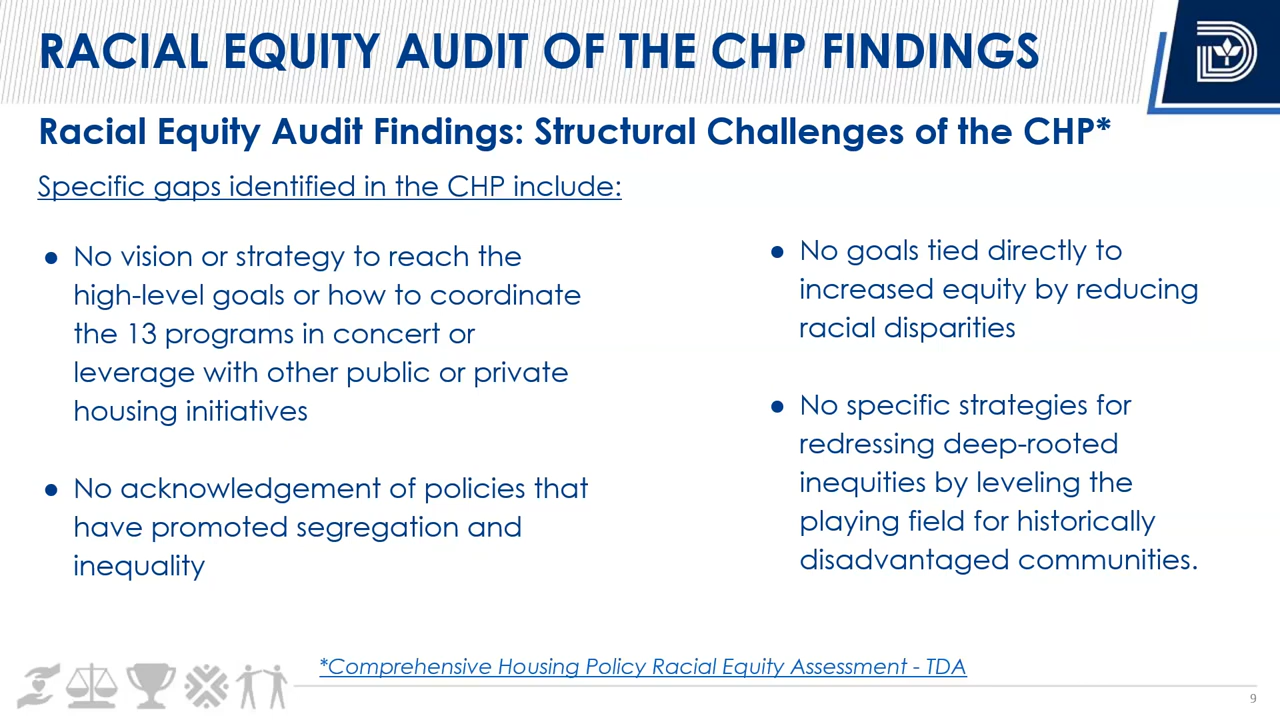 RACIAL EQUITY AUDIT OF THE CHP FINDINGS
Racial Equity Audit Findings: Structural Challenges of the CHP*
Specific gaps identified in the CHP include:
● No vision or strategy to reach the
high-level goals or how to coordinate
the 13 programs in concert or
leverage with other public or private
housing initiatives
● No acknowledgement of policies that
have promoted segregation and
inequality
● No goals tied directly to
increased equity by reducing
racial disparities
● No specific strategies for
redressing deep-rooted
inequities by leveling the
playing field for historically
disadvantaged communities.
*Comprehensive Housing Policy Racial Equity Assessment - TDA
9